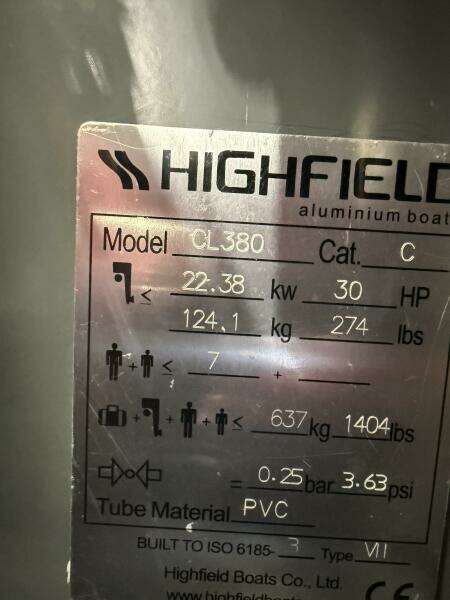 HIGHFIELD
aluminium boats
Model CL380 Cat. C
≤ 22.38 kw 30 HP
124.1 kg 274 lbs
+ ≤ 7 +
+ + + ≤ 637 kg 1404 lbs
= 0.25 bar 3.63 psi
Tube Material PVC
BUILT TO ISO 6185- 3 Type VII
Highfield Boats Co., Ltd.
CE